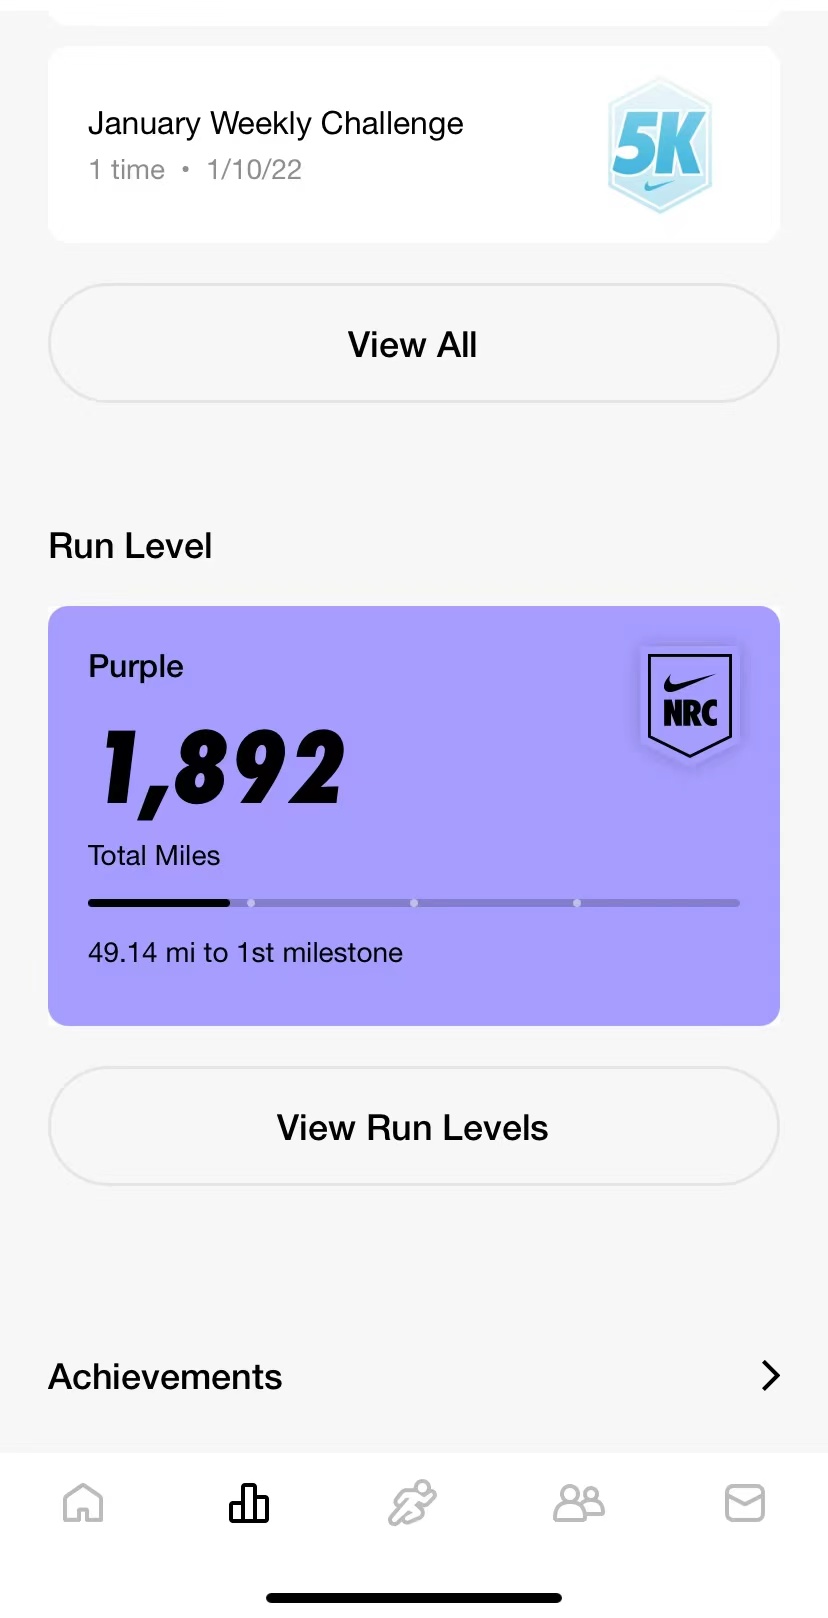 January Weekly Challenge
1 time • 1/10/22
5K
View All
Run Level
Purple
NRC
1,892
Total Miles
49.14 mi to 1st milestone
View Run Levels
Achievements